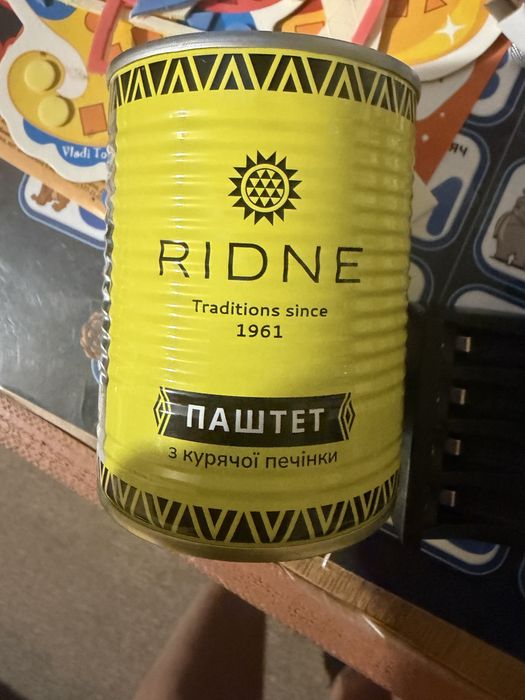 RIDNE
Traditions since
1961
ПАШТЕТ
з курячої печінки